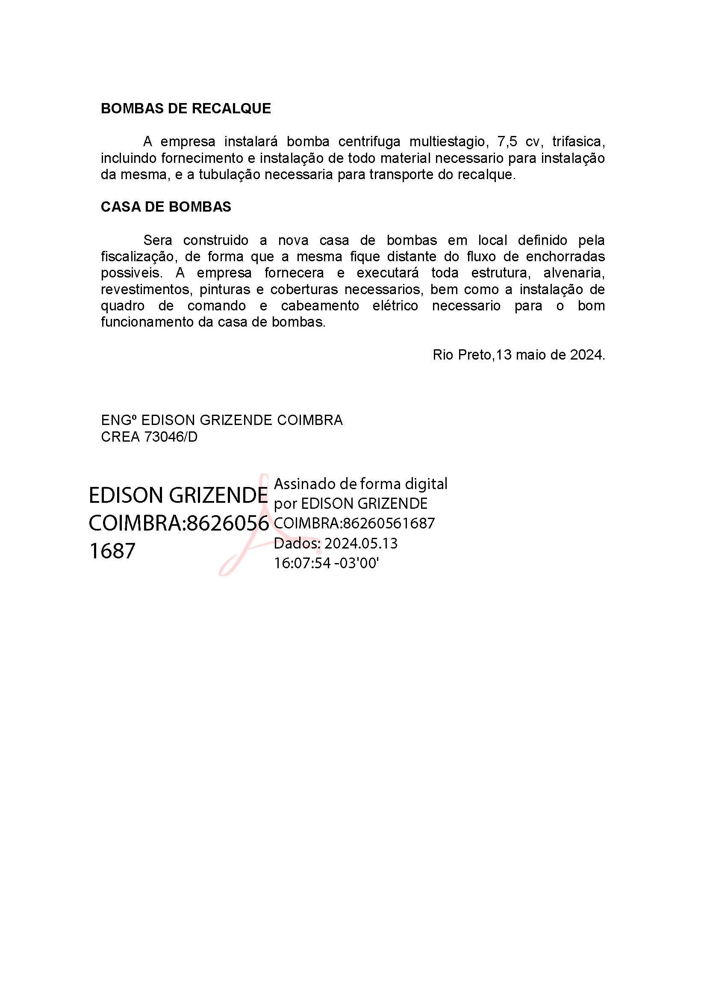 BOMBAS DE RECALQUE
A empresa instalará bomba centrifuga multiestagio, 7,5 cv, trifasica,
incluindo fornecimento e instalação de todo material necessario para instalação
da mesma, e a tubulação necessaria para transporte do recalque.
CASA DE BOMBAS
Sera construido a nova casa de bombas em local definido pela
fiscalização, de forma que a mesma fique distante do fluxo de enchorradas
possiveis. A empresa fornecera e executará toda estrutura, alvenaria,
revestimentos, pinturas e coberturas necessarios, bem como a instalação de
quadro de comando e cabeamento elétrico necessario para o bom
funcionamento da casa de bombas.
Rio Preto,13 maio de 2024.
ENGº EDISON GRIZENDE COIMBRA
CREA 73046/D
EDISON GRIZENDE
COIMBRA:8626056
1687
Assinado de forma digital
por EDISON GRIZENDE
COIMBRA:86260561687
Dados: 2024.05.13
16:07:54 -03'00'